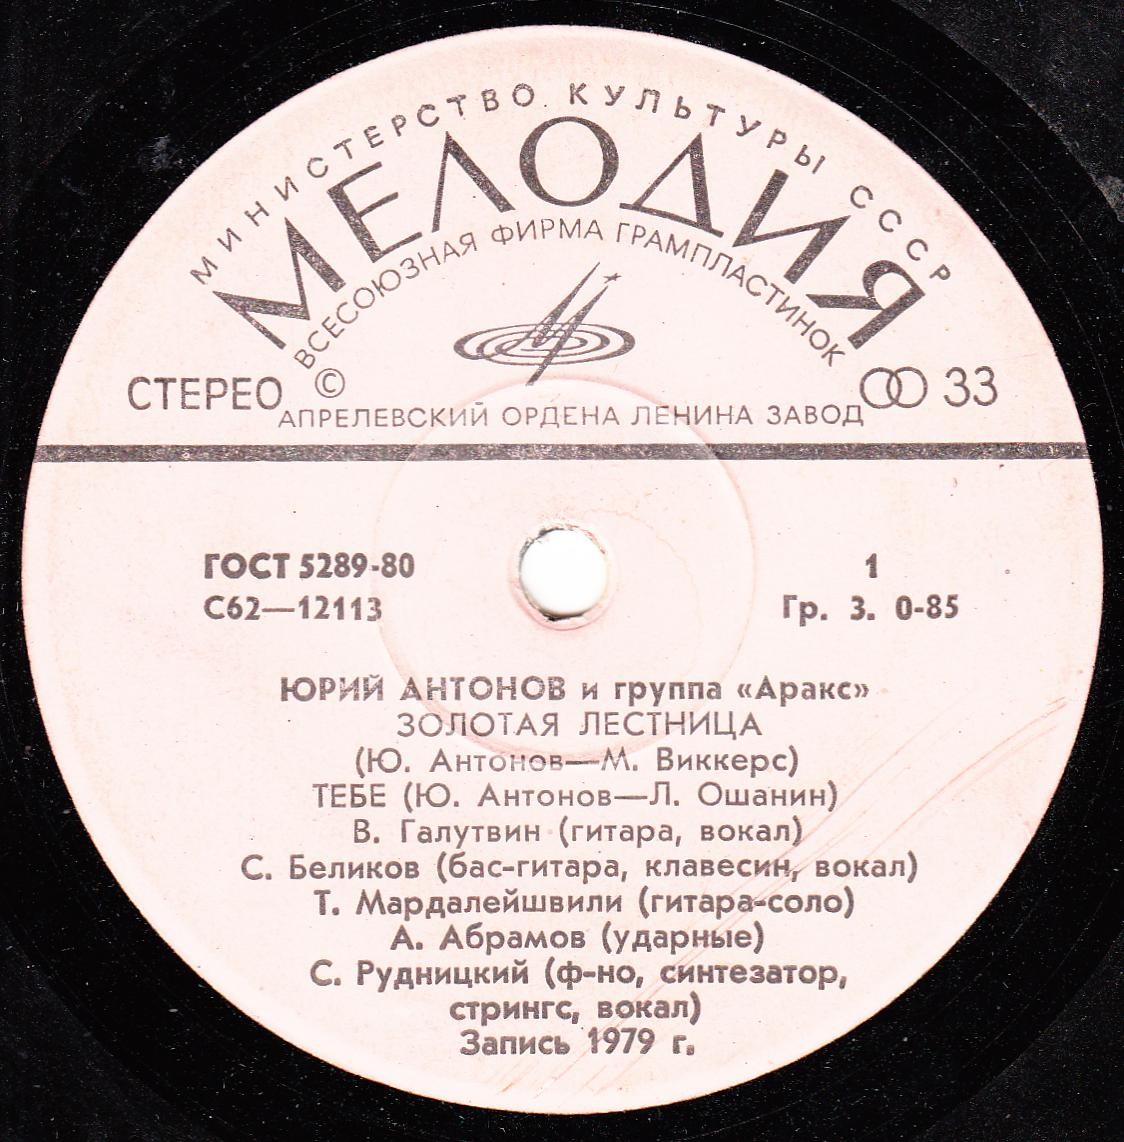 МИНИСТЕРСТВО КУЛЬТУРЫ СССР
МЕЛОДИЯ
ВСЕСОЮЗНАЯ ФИРМА ГРАМПЛАСТИНОК
СТЕРЕО © 33
АПРЕЛЕВСКИЙ ОРДЕНА ЛЕНИНА ЗАВОД
ГОСТ 5289-80 1
С62—12113 Гр. 3. 0-85
ЮРИЙ АНТОНОВ и группа «Аракс»
ЗОЛОТАЯ ЛЕСТНИЦА
(Ю. Антонов—М. Виккерс)
ТЕБЕ (Ю. Антонов—Л. Ошанин)
В. Галутвин (гитара, вокал)
С. Беликов (бас-гитара, клавесин, вокал)
Т. Мардалейшвили (гитара-соло)
А. Абрамов (ударные)
С. Рудницкий (ф-но, синтезатор,
стрингс, вокал)
Запись 1979 г.